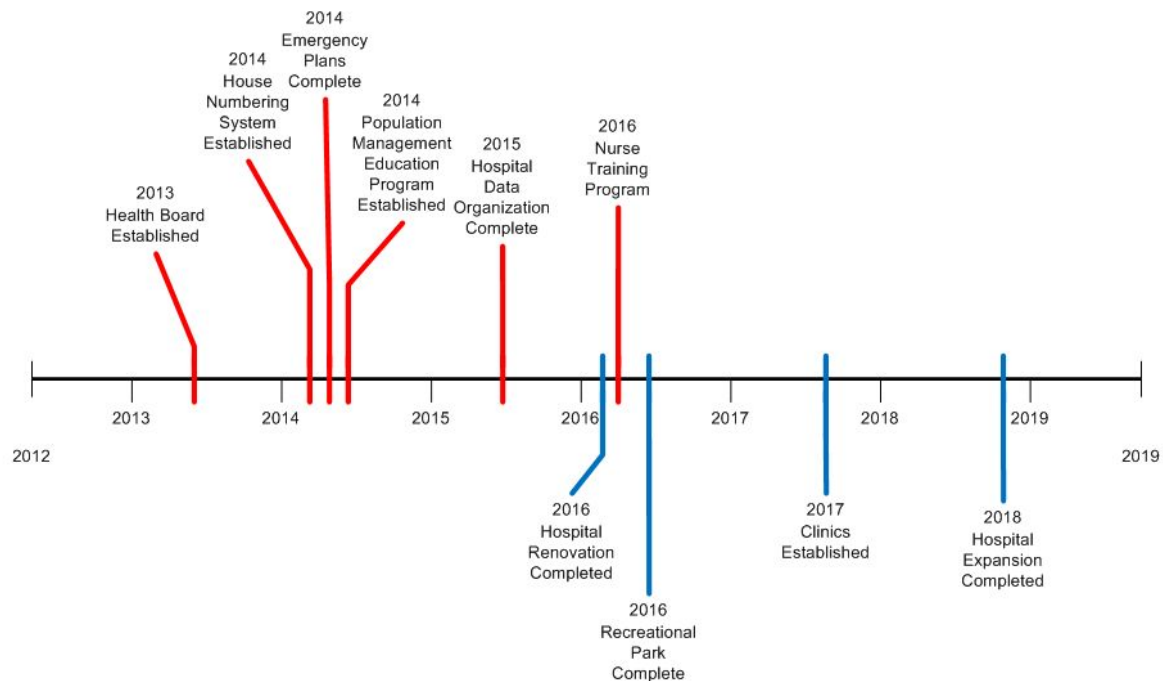 2014
Emergency
Plans
Complete
2014
House
Numbering
System
Established
2014
Population
Management
Education
Program
Established
2016
Nurse
Training
Program
2015
Hospital
Data
Organization
Complete
2013
Health Board
Established
2013
2014
2015
2016
2017
2018
2019
2012
2019
2016
Hospital
Renovation
Completed
2017
Clinics
Established
2018
Hospital
Expansion
Completed
2016
Recreational
Park
Complete